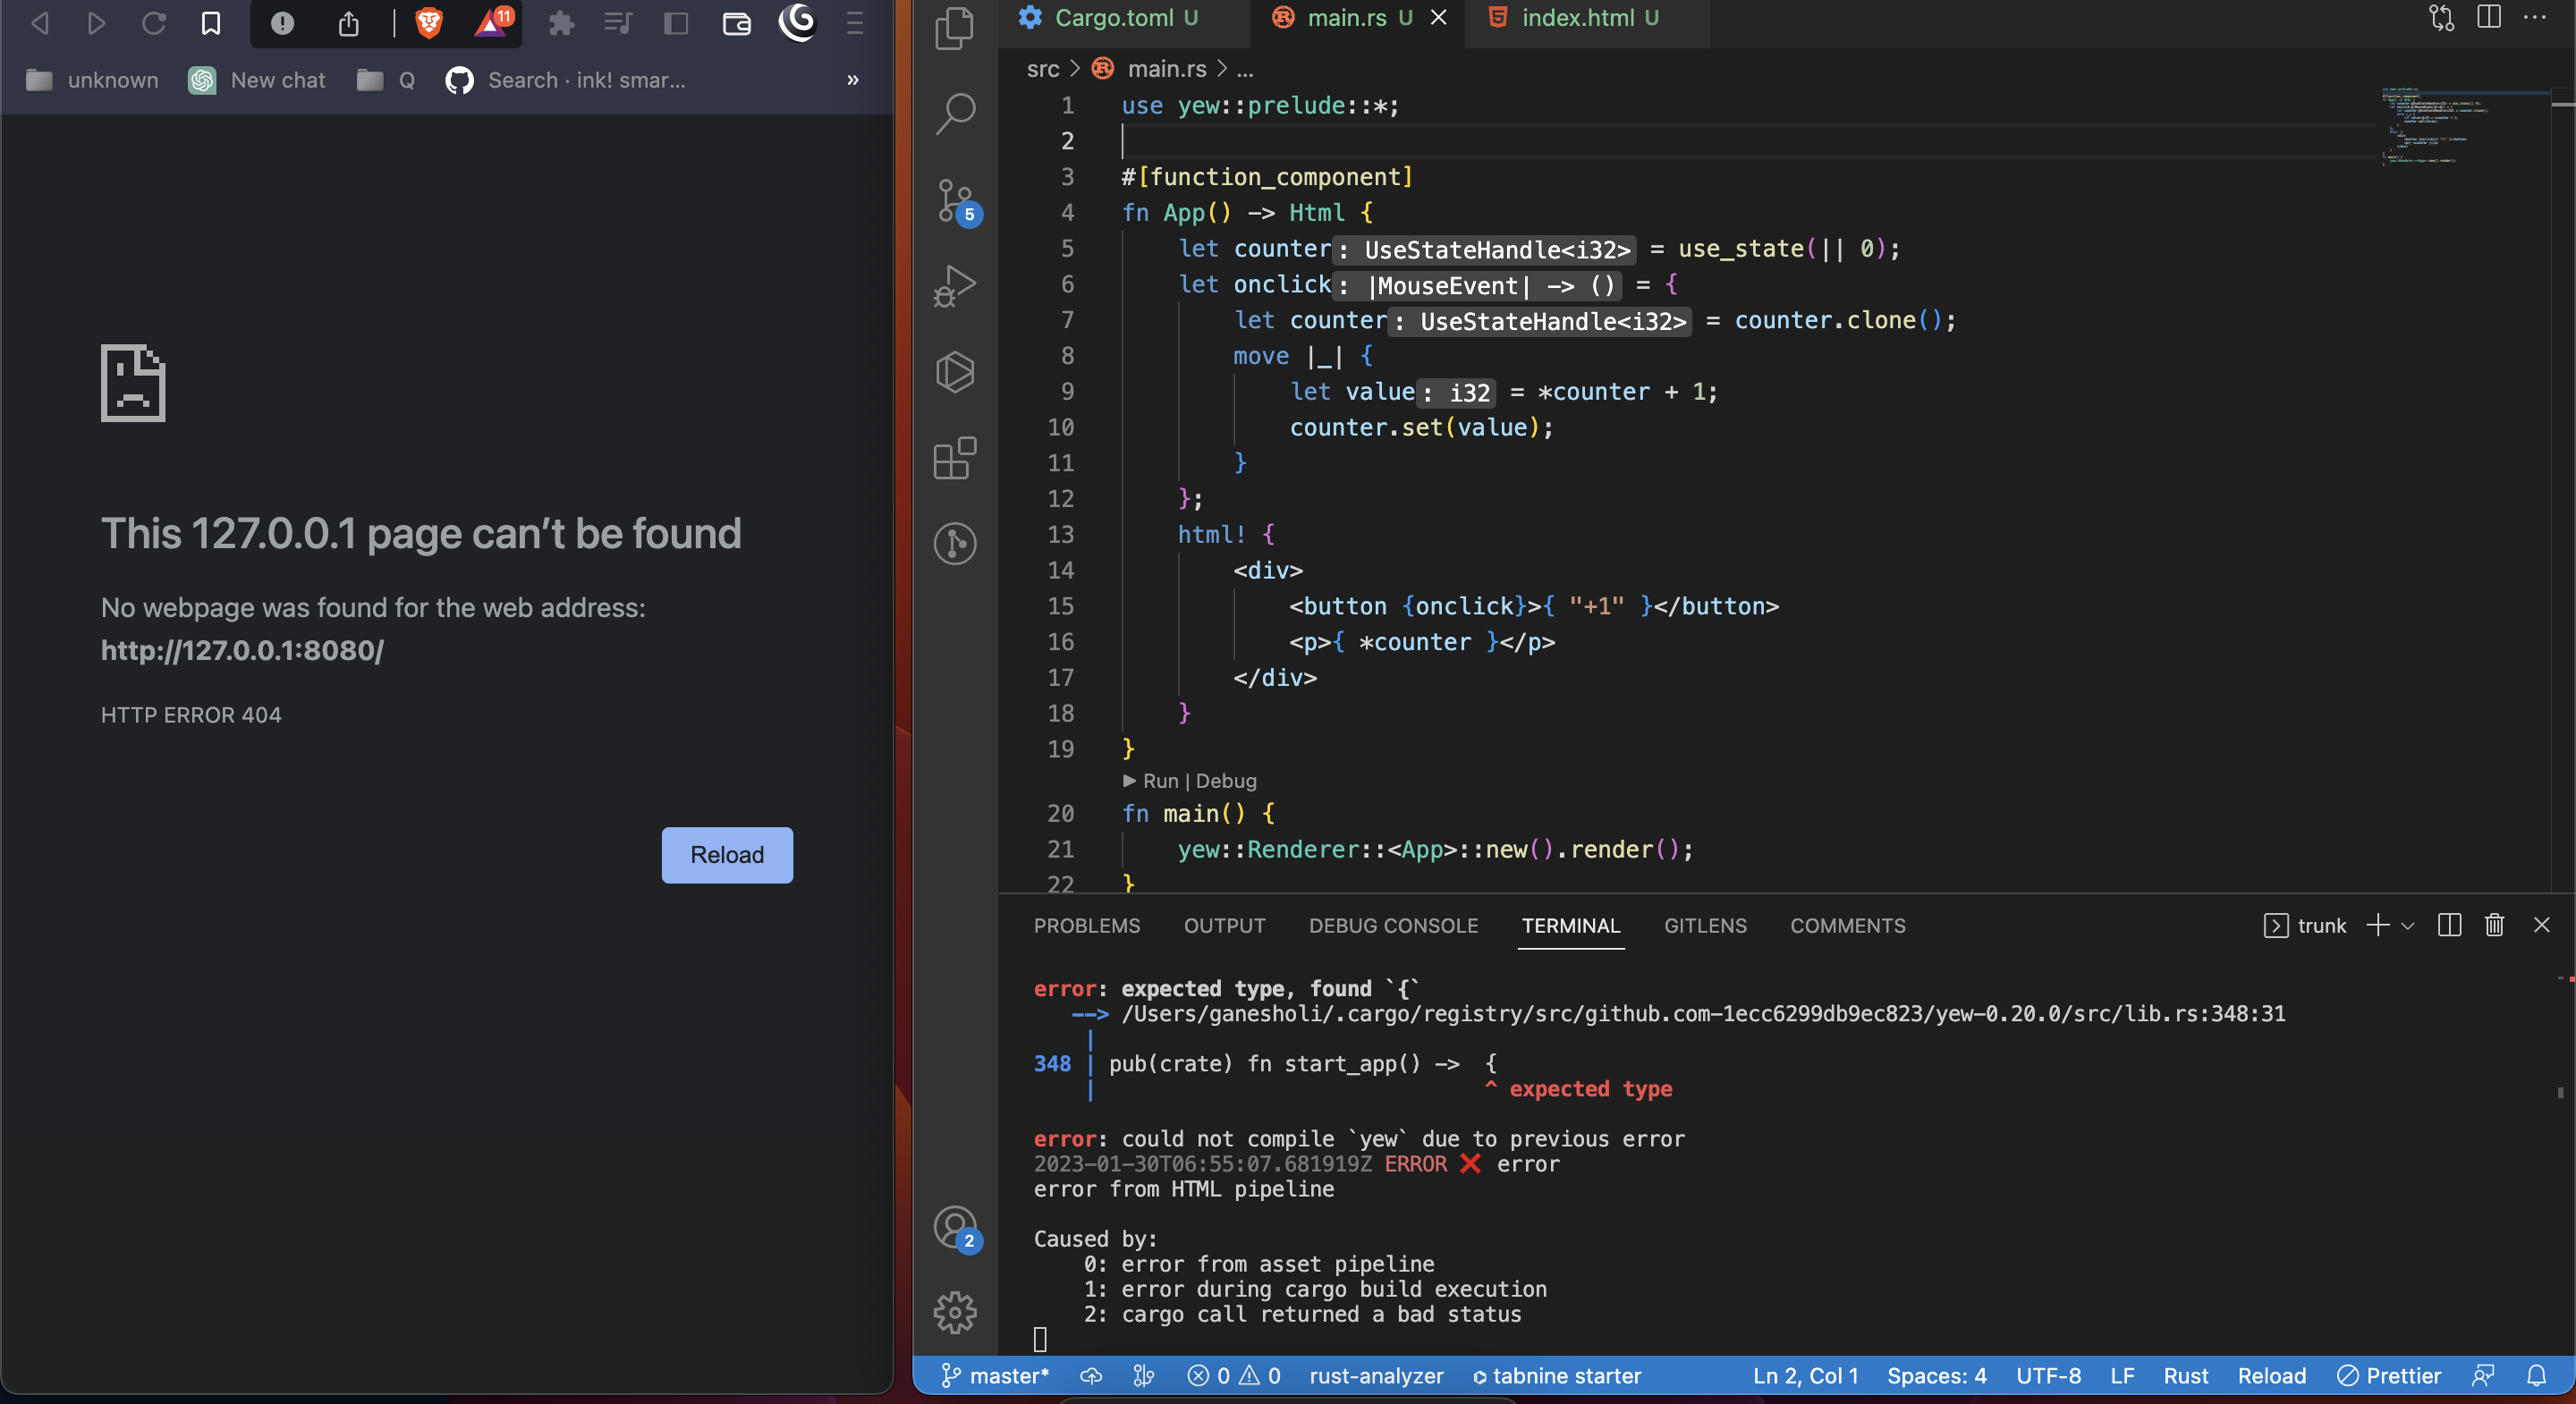 11
unknown
New chat
Q
Search · ink! smar...
»
This 127.0.0.1 page can’t be found
No webpage was found for the web address:
http://127.0.0.1:8080/
HTTP ERROR 404
Reload
5
2
Cargo.toml U
main.rs U
index.html U
src > main.rs > ...
1 use yew::prelude::*;
2
3 #[function_component]
4 fn App() -> Html {
5 let counter: UseStateHandle<i32> = use_state(|| 0);
6 let onclick: |MouseEvent| -> () = {
7 let counter: UseStateHandle<i32> = counter.clone();
8 move |_| {
9 let value: i32 = *counter + 1;
10 counter.set(value);
11 }
12 };
13 html! {
14 <div>
15 <button {onclick}>{ "+1" }</button>
16 <p>{ *counter }</p>
17 </div>
18 }
19 }
Run | Debug
20 fn main() {
21 yew::Renderer::<App>::new().render();
22 }
PROBLEMS OUTPUT DEBUG CONSOLE TERMINAL GITLENS COMMENTS
trunk
error: expected type, found `{`
--> /Users/ganesholi/.cargo/registry/src/github.com-1ecc6299db9ec823/yew-0.20.0/src/lib.rs:348:31
|
348 | pub(crate) fn start_app() ->  {
| ^ expected type
error: could not compile `yew` due to previous error
2023-01-30T06:55:07.681919Z ERROR ❌ error
error from HTML pipeline
Caused by:
0: error from asset pipeline
1: error during cargo build execution
2: cargo call returned a bad status
master* 0 0 rust-analyzer tabnine starter Ln 2, Col 1 Spaces: 4 UTF-8 LF Rust Reload Prettier